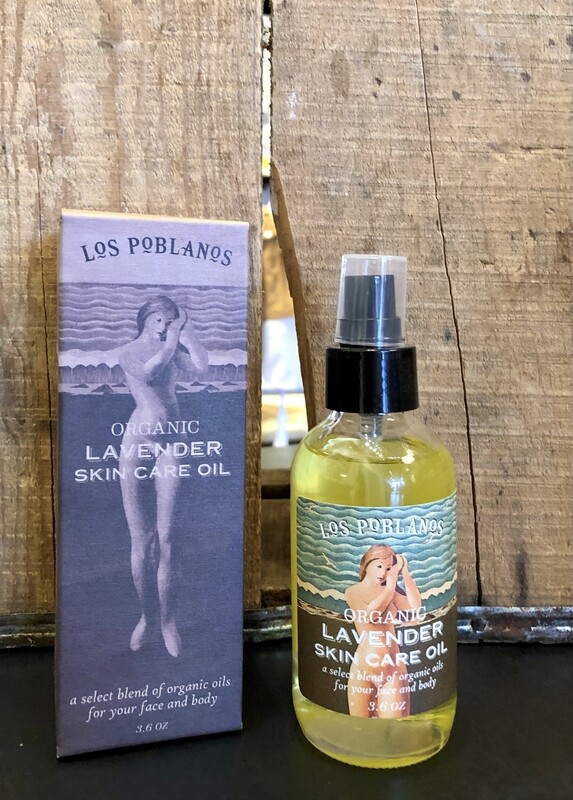 LOS POBLANOS
ORGANIC
LAVENDER
SKIN CARE OIL
a select blend of organic oils
for your face and body
3.6 OZ
LOS POBLANOS
ORGANIC
LAVENDER
SKIN CARE OIL
a select blend of organic oils
for your face and body
3.6 OZ